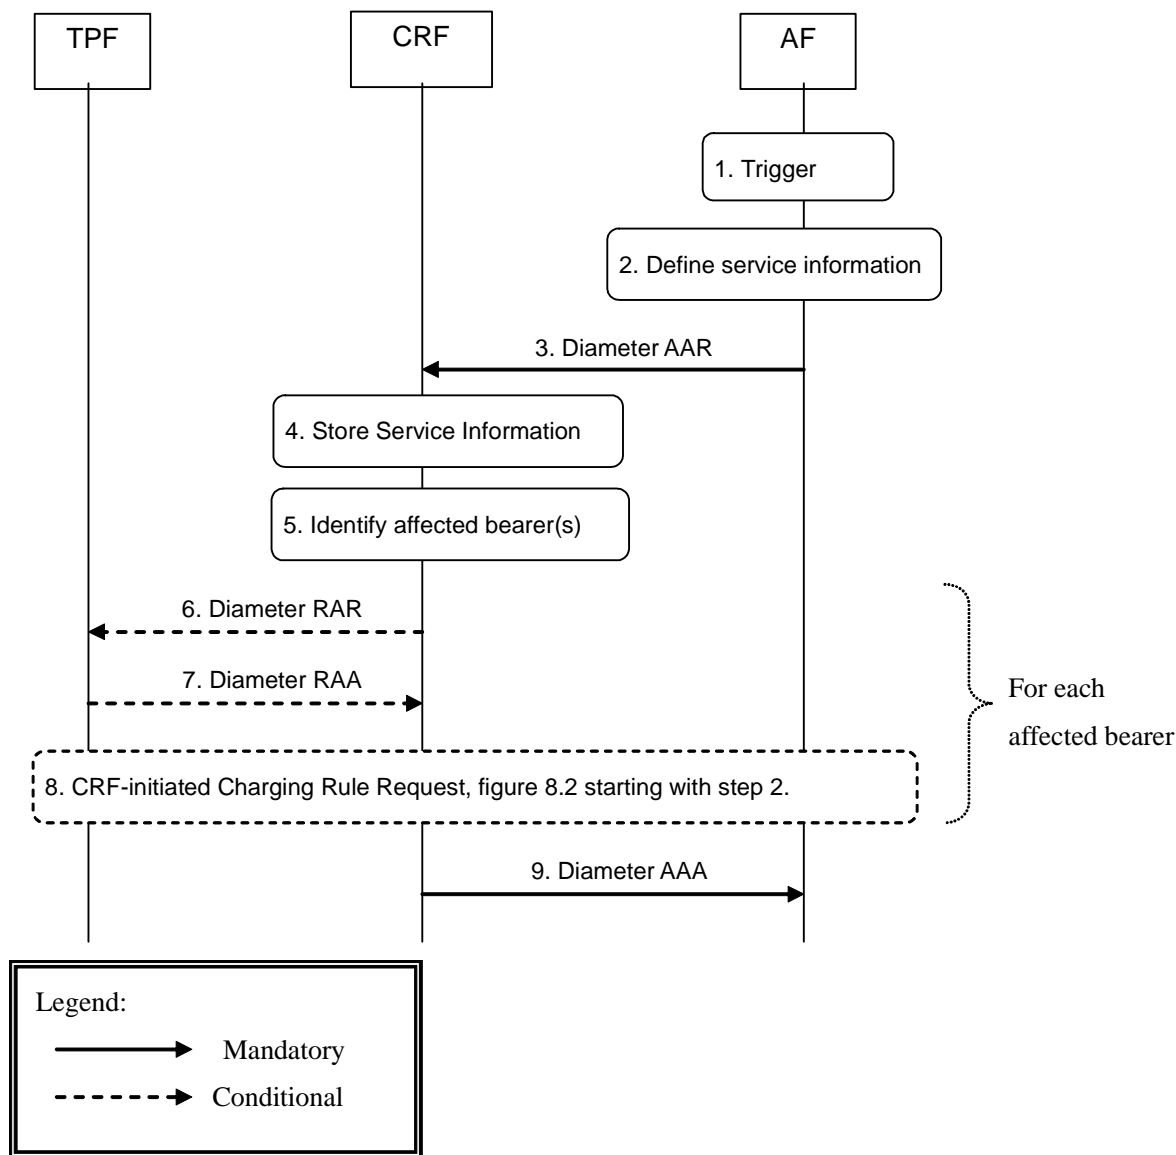 TPF
CRF
AF
1. Trigger
2. Define service information
3. Diameter AAR
4. Store Service Information
5. Identify affected bearer(s)
6. Diameter RAR
7. Diameter RAA
For each
affected bearer
8. CRF-initiated Charging Rule Request, figure 8.2 starting with step 2.
9. Diameter AAA
Legend:
Mandatory
Conditional